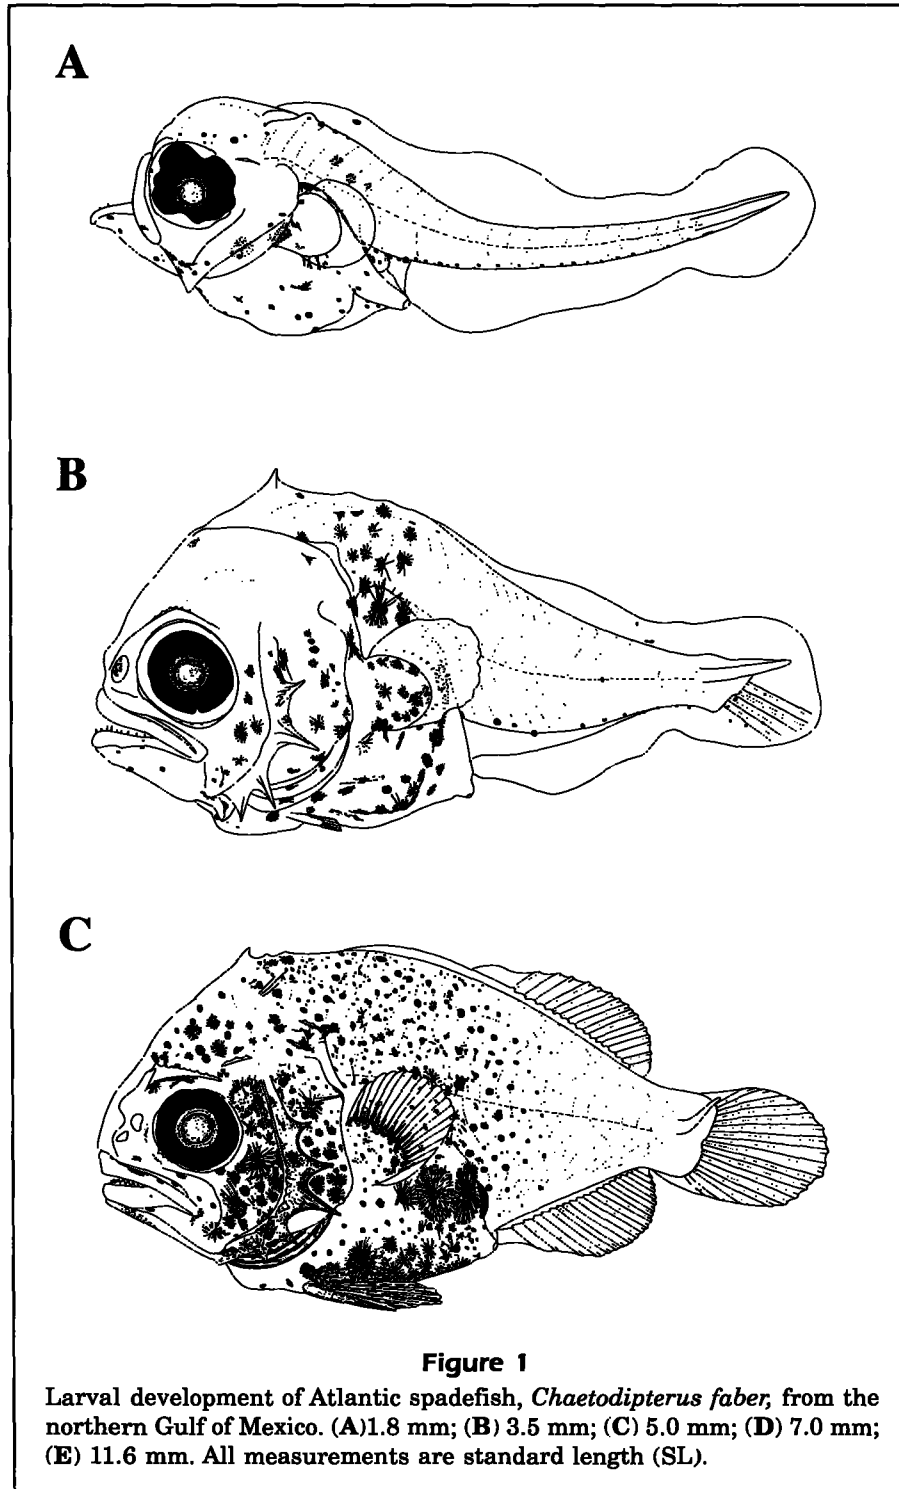 A
B
C
Figure 1
Larval development of Atlantic spadefish, Chaetodipterus faber, from the
northern Gulf of Mexico. (A)1.8 mm; (B) 3.5 mm; (C) 5.0 mm; (D) 7.0 mm;
(E) 11.6 mm. All measurements are standard length (SL).